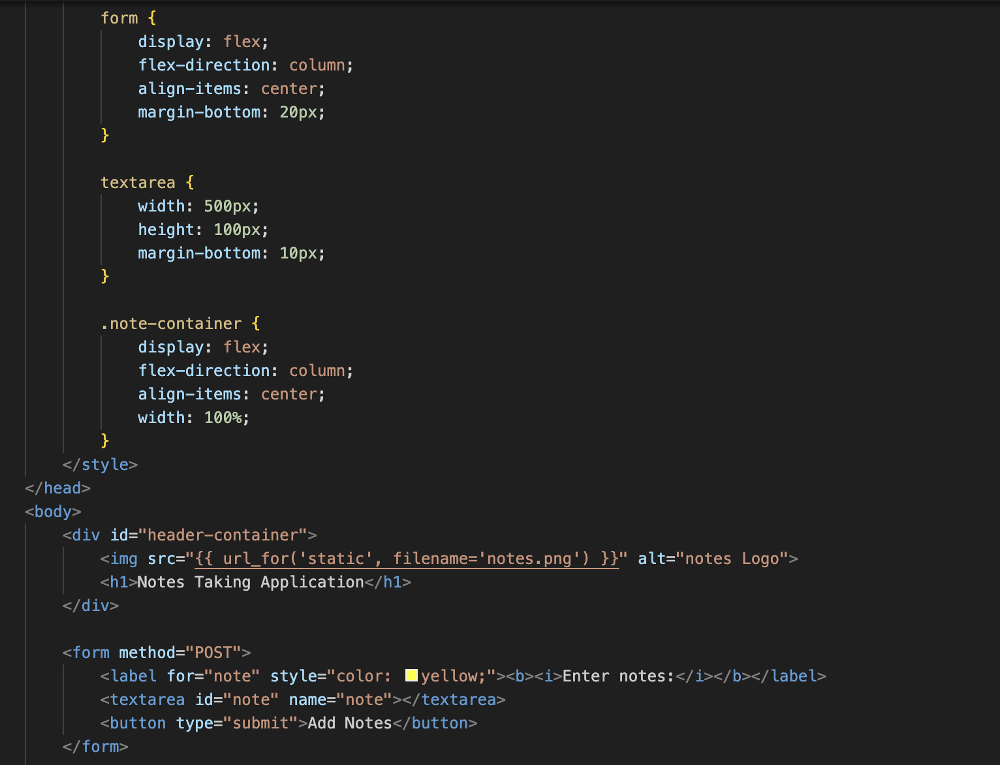 form {
display: flex;
flex-direction: column;
align-items: center;
margin-bottom: 20px;
}
textarea {
width: 500px;
height: 100px;
margin-bottom: 10px;
}
.note-container {
display: flex;
flex-direction: column;
align-items: center;
width: 100%;
}
</style>
</head>
<body>
<div id="header-container">
<img src="{{ url_for('static', filename='notes.png') }}" alt="notes Logo">
<h1>Notes Taking Application</h1>
</div>
<form method="POST">
<label for="note" style="color: yellow;"><b><i>Enter notes:</i></b></label>
<textarea id="note" name="note"></textarea>
<button type="submit">Add Notes</button>
</form>